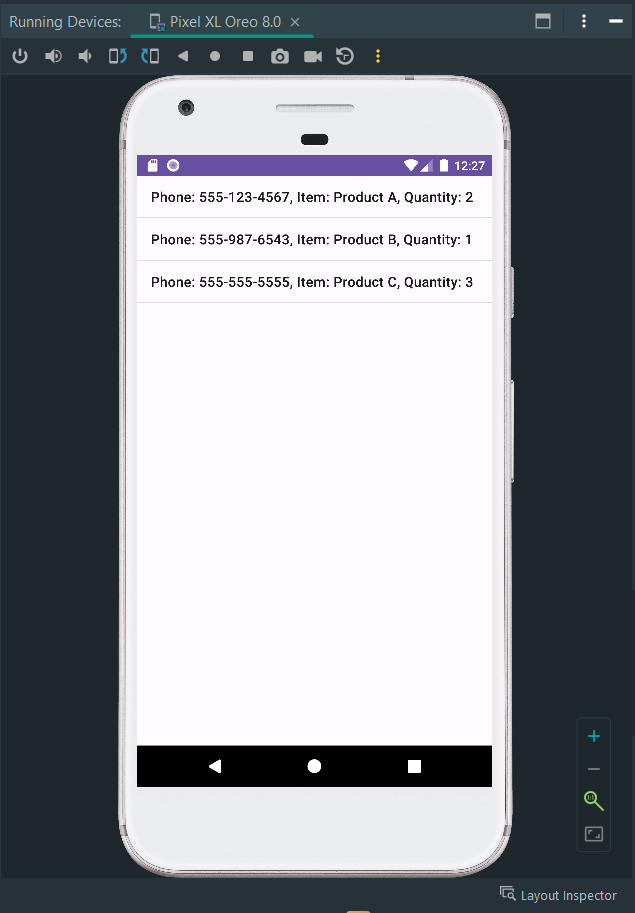 Running Devices: Pixel XL Oreo 8.0
12:27
Phone: 555-123-4567, Item: Product A, Quantity: 2
Phone: 555-987-6543, Item: Product B, Quantity: 1
Phone: 555-555-5555, Item: Product C, Quantity: 3
Layout Inspector